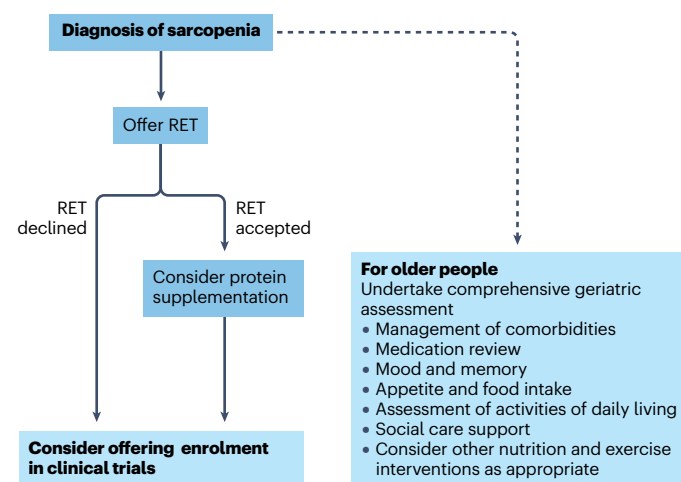 Diagnosis of sarcopenia
Offer RET
RET
declined
RET
accepted
Consider protein
supplementation
Consider offering enrolment
in clinical trials
For older people
Undertake comprehensive geriatric
assessment
• Management of comorbidities
• Medication review
• Mood and memory
• Appetite and food intake
• Assessment of activities of daily living
• Social care support
• Consider other nutrition and exercise
interventions as appropriate